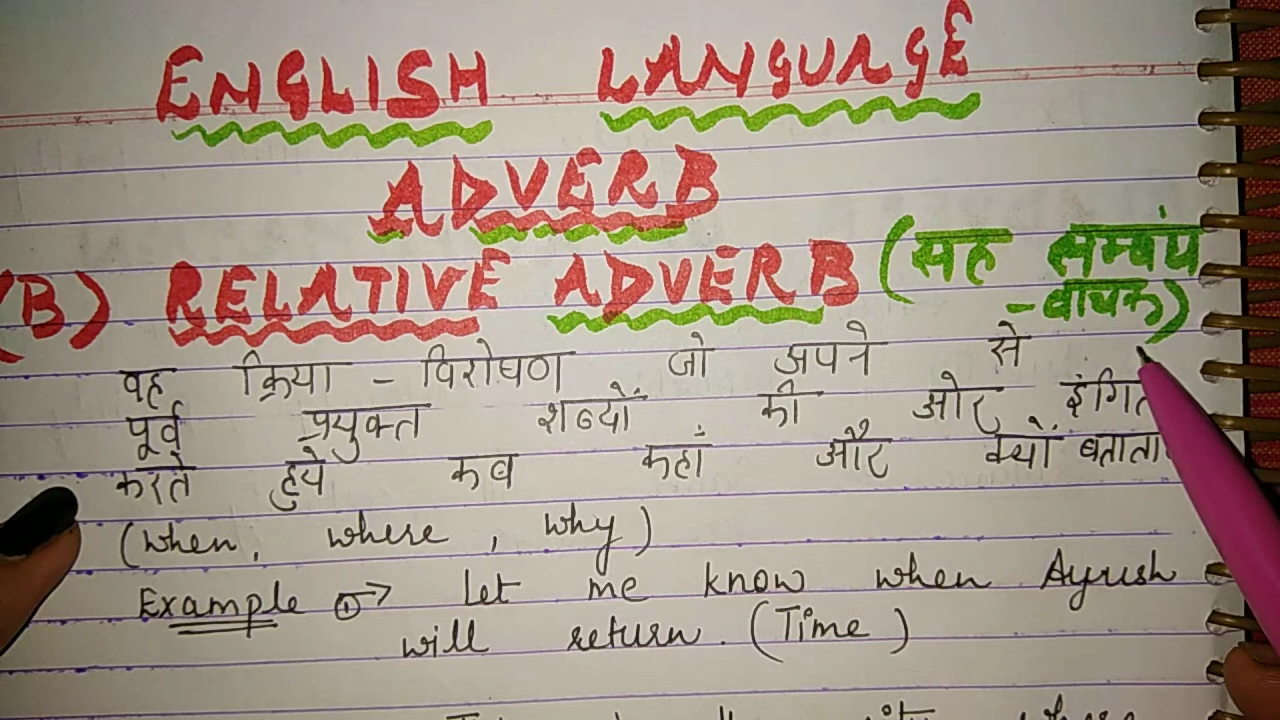 ENGLISH LANGUAGE
ADVERB
(B) RELATIVE ADVERB (सह सम्बंध
-वाचक)
वह क्रिया - विशेषण जो अपने से
पूर्व प्रयुक्त शब्दों की ओर इंगित
करते हुये कब कहां और क्यों बताता
(when, where, why)
Example ① → Let me know when Ayush
will return. (Time)
where